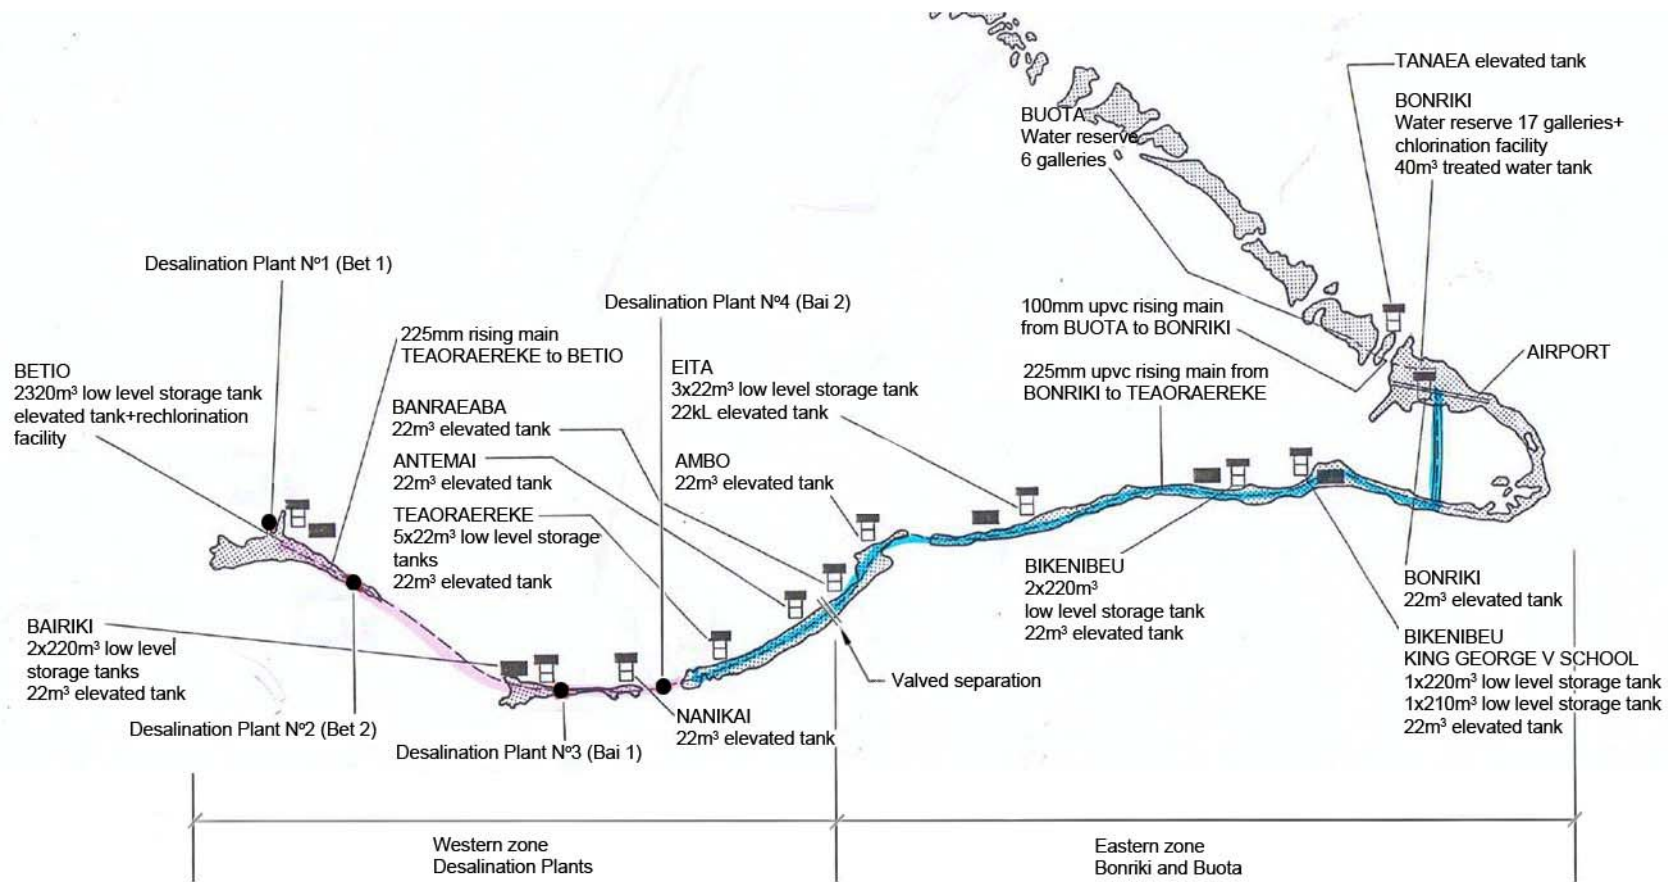 TANAEA elevated tank
BONRIKI
Water reserve 17 galleries+
chlorination facility
40m³ treated water tank
BUOTA
Water reserve
6 galleries
Desalination Plant Nº1 (Bet 1)
Desalination Plant Nº4 (Bai 2)
100mm upvc rising main
from BUOTA to BONRIKI
225mm rising main
TEAORAEREKE to BETIO
AIRPORT
BETIO
2320m³ low level storage tank
elevated tank+rechlorination
facility
EITA
3x22m³ low level storage tank
22kL elevated tank
225mm upvc rising main from
BONRIKI to TEAORAEREKE
BANRAEABA
22m³ elevated tank
ANTEMAI
22m³ elevated tank
AMBO
22m³ elevated tank
TEAORAEREKE
5x22m³ low level storage
tanks
22m³ elevated tank
BIKENIBEU
2x220m³
low level storage tank
22m³ elevated tank
BONRIKI
22m³ elevated tank
BAIRIKI
2x220m³ low level
storage tanks
22m³ elevated tank
BIKENIBEU
KING GEORGE V SCHOOL
1x220m³ low level storage tank
1x210m³ low level storage tank
22m³ elevated tank
Valved separation
NANIKAI
22m³ elevated tank
Desalination Plant Nº2 (Bet 2)
Desalination Plant Nº3 (Bai 1)
Western zone
Desalination Plants
Eastern zone
Bonriki and Buota